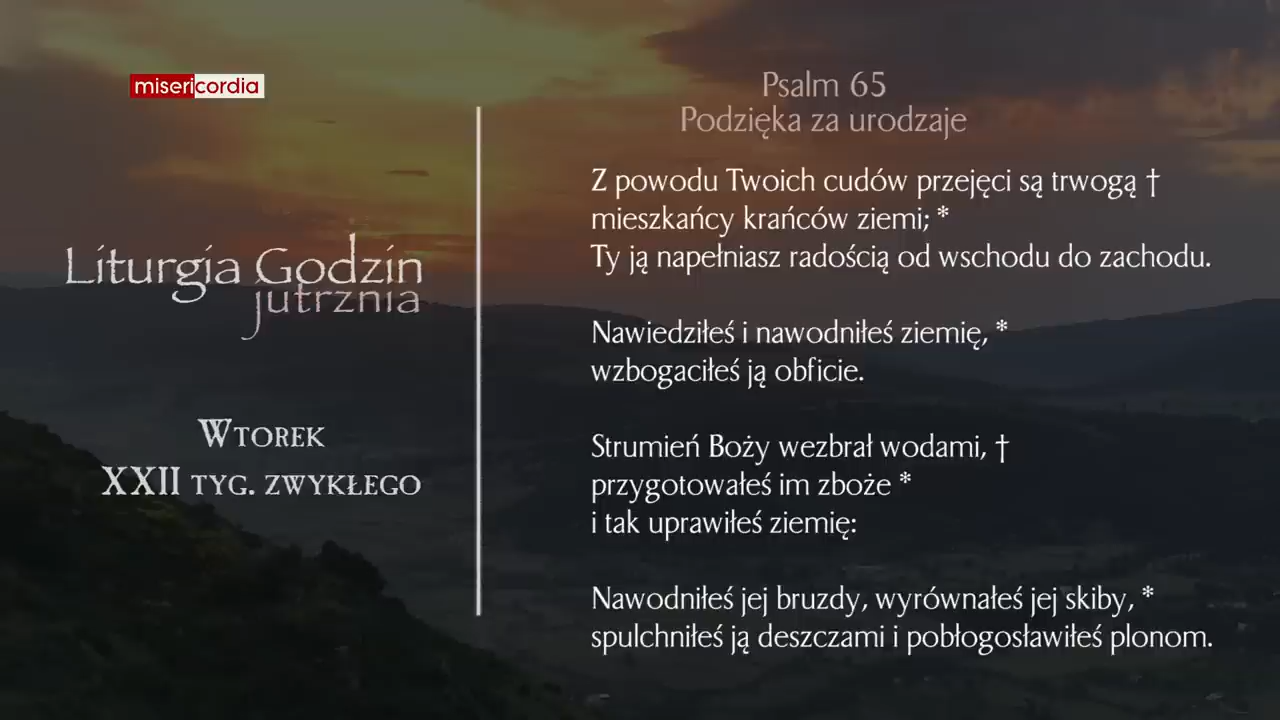 misericordia
Liturgia Godzin
jutrznia
Wtorek
XXII tyg. zwykłego
Psalm 65
Podzięka za urodzaje
Z powodu Twoich cudów przejęci są trwogą †
mieszkańcy krańców ziemi; *
Ty ją napełniasz radością od wschodu do zachodu.
Nawiedziłeś i nawodniłeś ziemię, *
wzbogaciłeś ją obficie.
Strumień Boży wezbrał wodami, †
przygotowałeś im zboże *
i tak uprawiłeś ziemię:
Nawodniłeś jej bruzdy, wyrównałeś jej skiby, *
spulchniłeś ją deszczami i pobłogosławiłeś plonom.